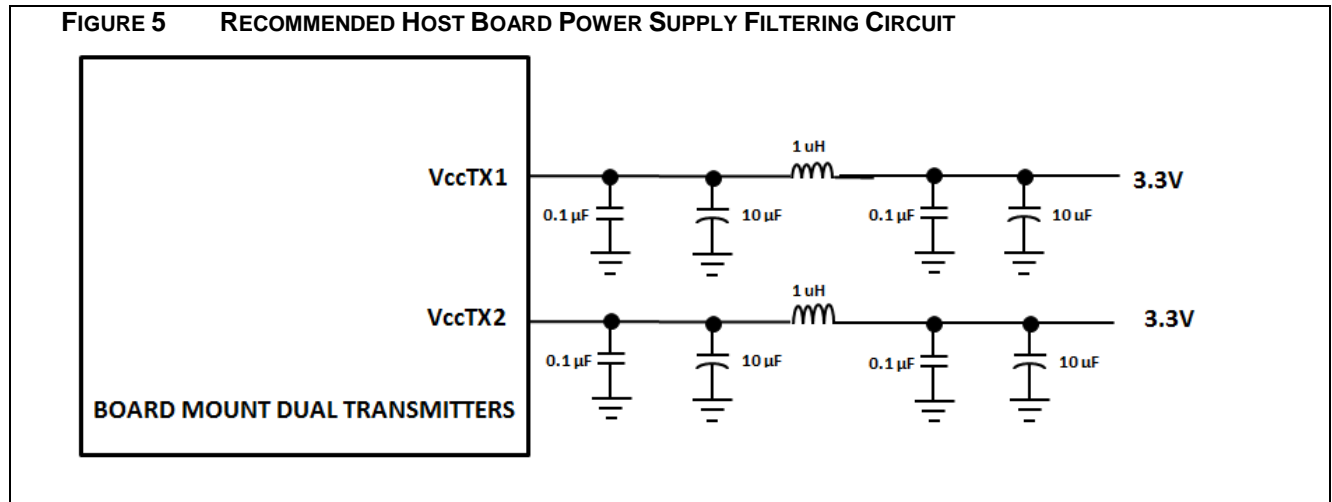 FIGURE 5 RECOMMENDED HOST BOARD POWER SUPPLY FILTERING CIRCUIT
1 uH
VccTX1
3.3V
0.1 µF
10 µF
0.1 µF
10 uF
1 uH
VccTX2
3.3V
0.1 µF
10 µF
0.1 µF
10 uF
BOARD MOUNT DUAL TRANSMITTERS